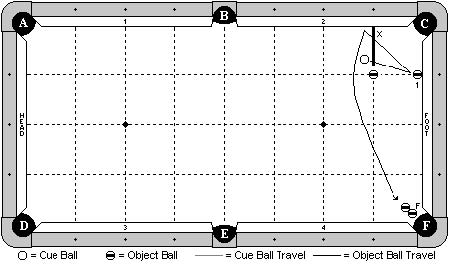 A B C
1 2
X
1
HEAD
FOOT
F
D E F
3 4
= Cue Ball = Object Ball = Cue Ball Travel = Object Ball Travel